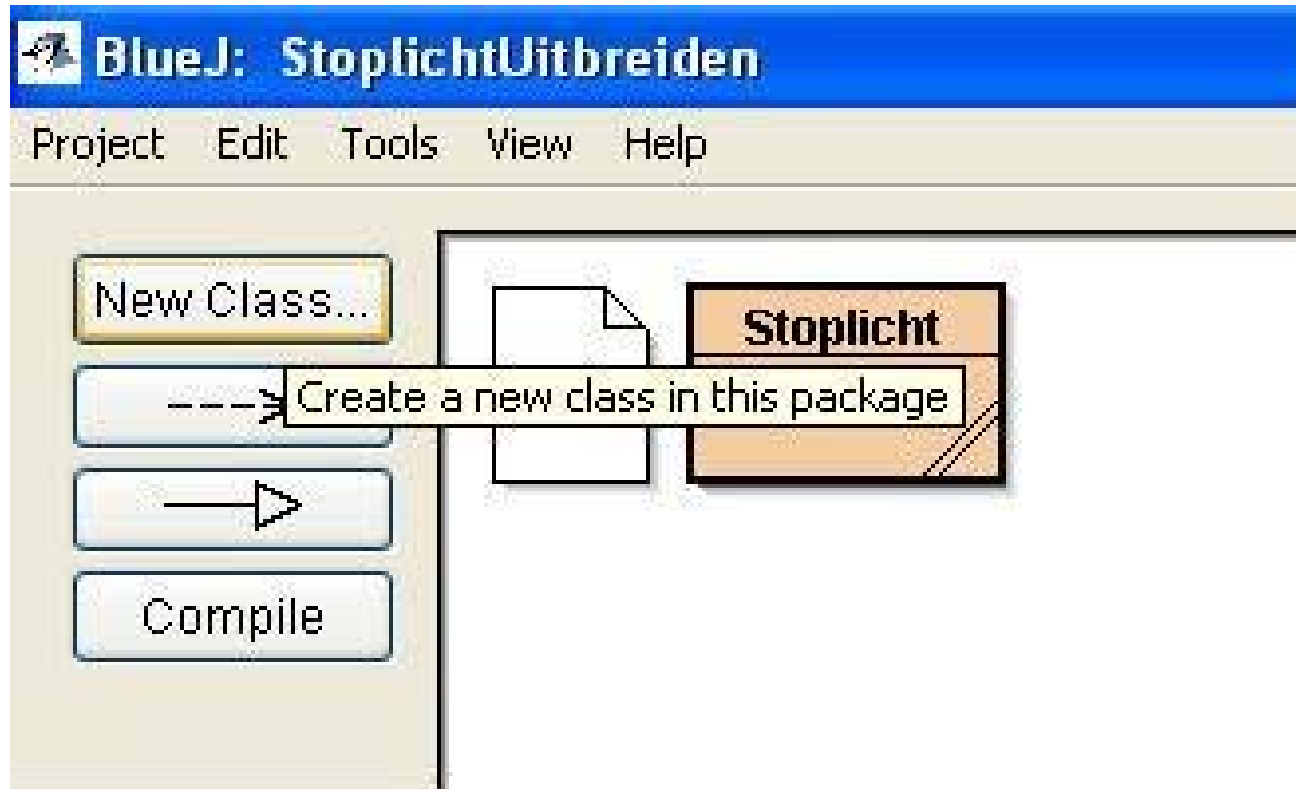 BlueJ: StoplichtUitbreiden
Project Edit Tools View Help
New Class...
Stoplicht
Create a new class in this package
Compile